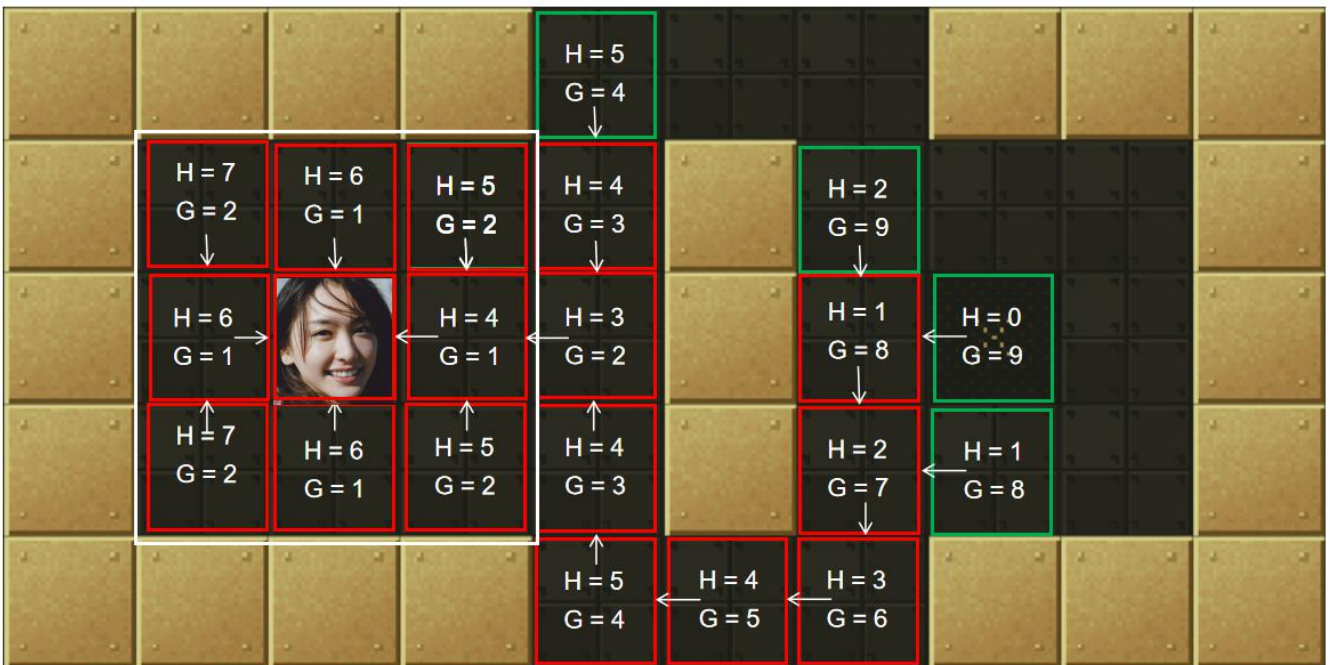 H = 5
G = 4
H = 7
G = 2
H = 6
G = 1
H = 5
G = 2
H = 4
G = 3
H = 2
G = 9
H = 6
G = 1
H = 4
G = 1
H = 3
G = 2
H = 1
G = 8
H = 0
G = 9
H = 7
G = 2
H = 6
G = 1
H = 5
G = 2
H = 4
G = 3
H = 2
G = 7
H = 1
G = 8
H = 5
G = 4
H = 4
G = 5
H = 3
G = 6